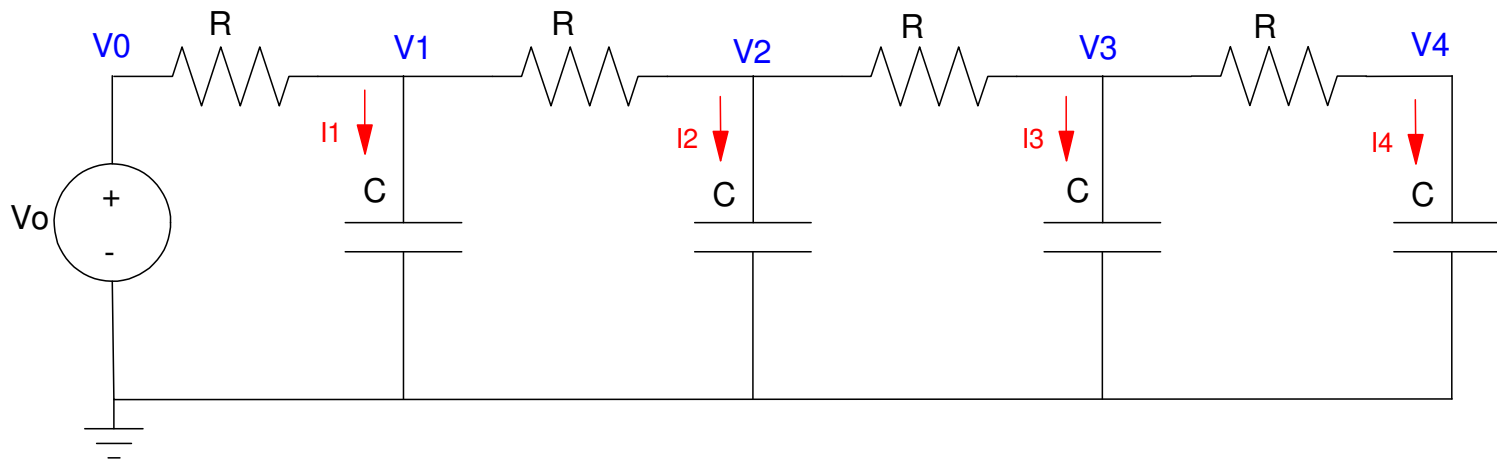 R R R R
V0 V1 V2 V3 V4
I1 I2 I3 I4
C C C C
Vo + -